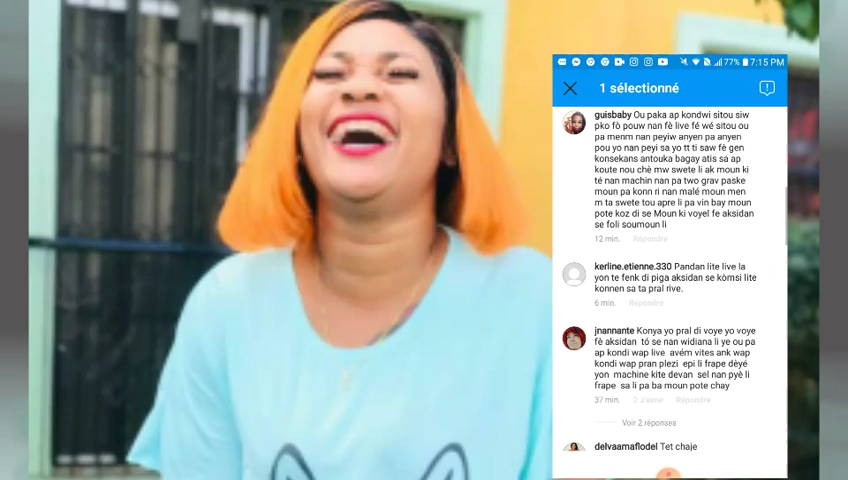 77% 7:15 PM
1 sélectionné
guisbaby Ou paka ap kondwi sitou siw
pko fò pouw nan fè live fé wé sitou ou
pa menm nan peyiw anyen pa anyen
pou yo nan peyi sa yo tt ti saw fè gen
konsekans antouka bagay atis sa ap
koute nou chè mw swete li ak moun ki
té nan machin nan pa two grav paske
moun pa konn ri nan malé moun men
m ta swete tou apre li pa vin bay moun
pote koz di se Moun ki voyel fe aksidan
se foli soumoun li
12 min. Répondre
kerline.etienne.330 Pandan lite live la
yon te fenk di piga aksidan se kòmsi lite
konnen sa ta pral rive.
6 min. Répondre
jnannante Konya yo pral di voye yo voye
fè aksidan tó se nan widiana li ye ou pa
ap kondi wap live avém vites ank wap
kondi wap pran plezi epi li frape dèyé
yon machine kite devan sel nan pyè li
frape sa li pa ba moun pote chay
37 min. 2 J'aime Répondre
Voir 2 réponses
delvaamaflodel Tet chaje